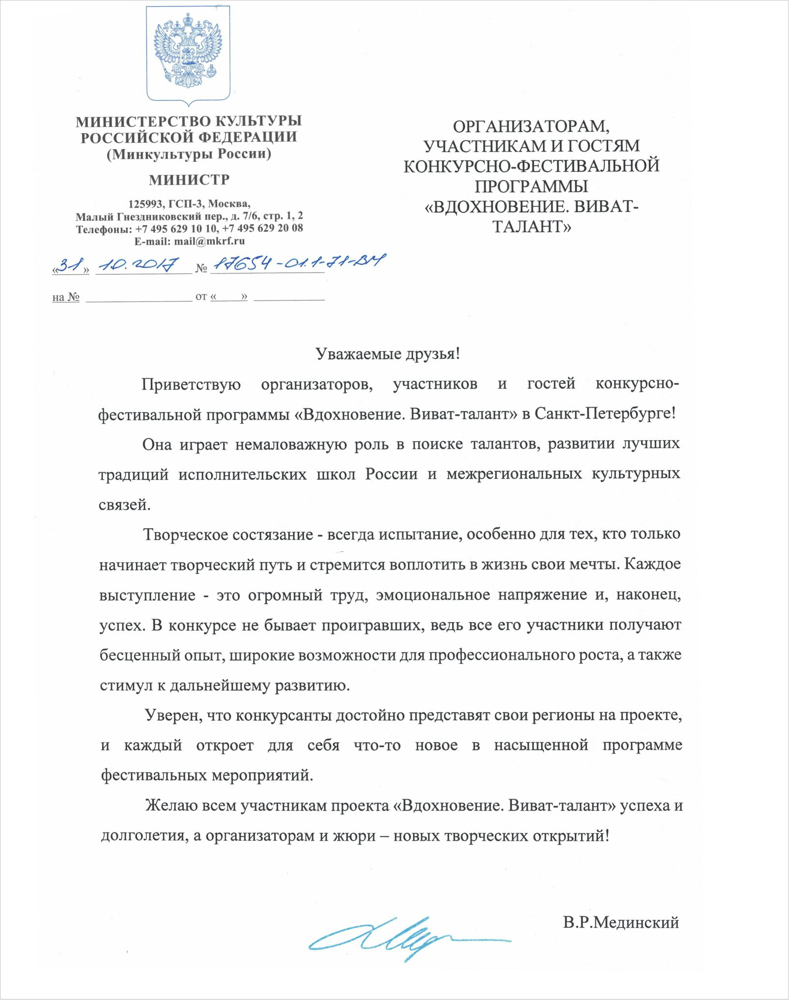 МИНИСТЕРСТВО КУЛЬТУРЫ
РОССИЙСКОЙ ФЕДЕРАЦИИ
(Минкультуры России)
МИНИСТР
125993, ГСП-3, Москва,
Малый Гнездниковский пер., д. 7/6, стр. 1, 2
Телефоны: +7 495 629 10 10, +7 495 629 20 08
E-mail: mail@mkrf.ru
«31» 10.2017 № 17654-01.1-71-ВМ
на № от « »
ОРГАНИЗАТОРАМ,
УЧАСТНИКАМ И ГОСТЯМ
КОНКУРСНО-ФЕСТИВАЛЬНОЙ
ПРОГРАММЫ
«ВДОХНОВЕНИЕ. ВИВАТ-
ТАЛАНТ»
Уважаемые друзья!
Приветствую организаторов, участников и гостей конкурсно-
фестивальной программы «Вдохновение. Виват-талант» в Санкт-Петербурге!
Она играет немаловажную роль в поиске талантов, развитии лучших
традиций исполнительских школ России и межрегиональных культурных
связей.
Творческое состязание - всегда испытание, особенно для тех, кто только
начинает творческий путь и стремится воплотить в жизнь свои мечты. Каждое
выступление - это огромный труд, эмоциональное напряжение и, наконец,
успех. В конкурсе не бывает проигравших, ведь все его участники получают
бесценный опыт, широкие возможности для профессионального роста, а также
стимул к дальнейшему развитию.
Уверен, что конкурсанты достойно представят свои регионы на проекте,
и каждый откроет для себя что-то новое в насыщенной программе
фестивальных мероприятий.
Желаю всем участникам проекта «Вдохновение. Виват-талант» успеха и
долголетия, а организаторам и жюри – новых творческих открытий!
В.Р.Мединский